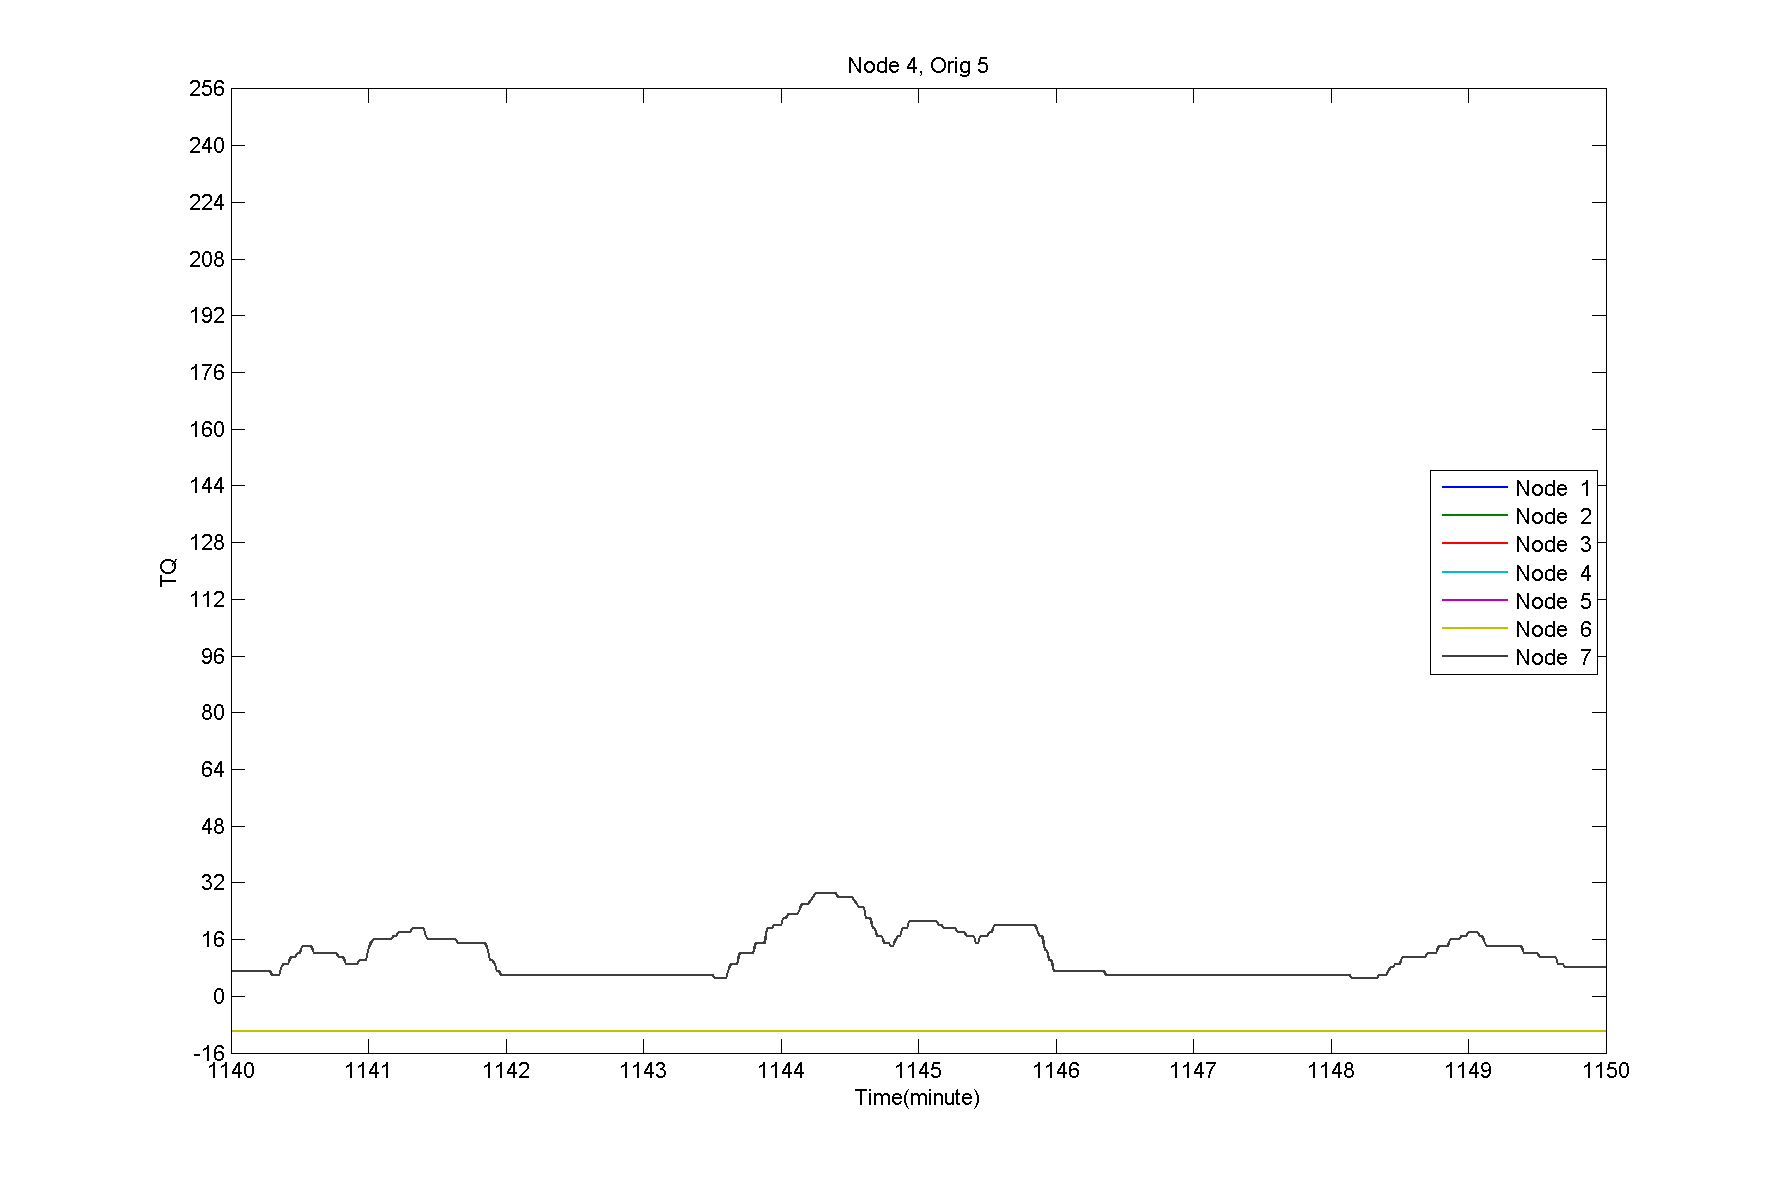 Node 4, Orig 5
256
240
224
208
192
176
160
144
128
112
96
80
64
48
32
16
0
-16
TQ
Node 1
Node 2
Node 3
Node 4
Node 5
Node 6
Node 7
1140 1141 1142 1143 1144 1145 1146 1147 1148 1149 1150
Time(minute)